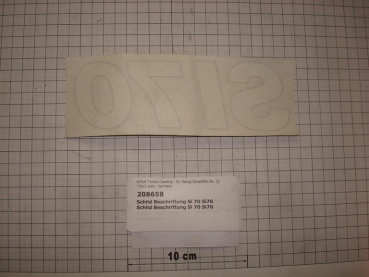 SI70
208658
Schild Beschriftung Si 70 Si70
Schild Beschriftung Si 70 Si70
10 cm